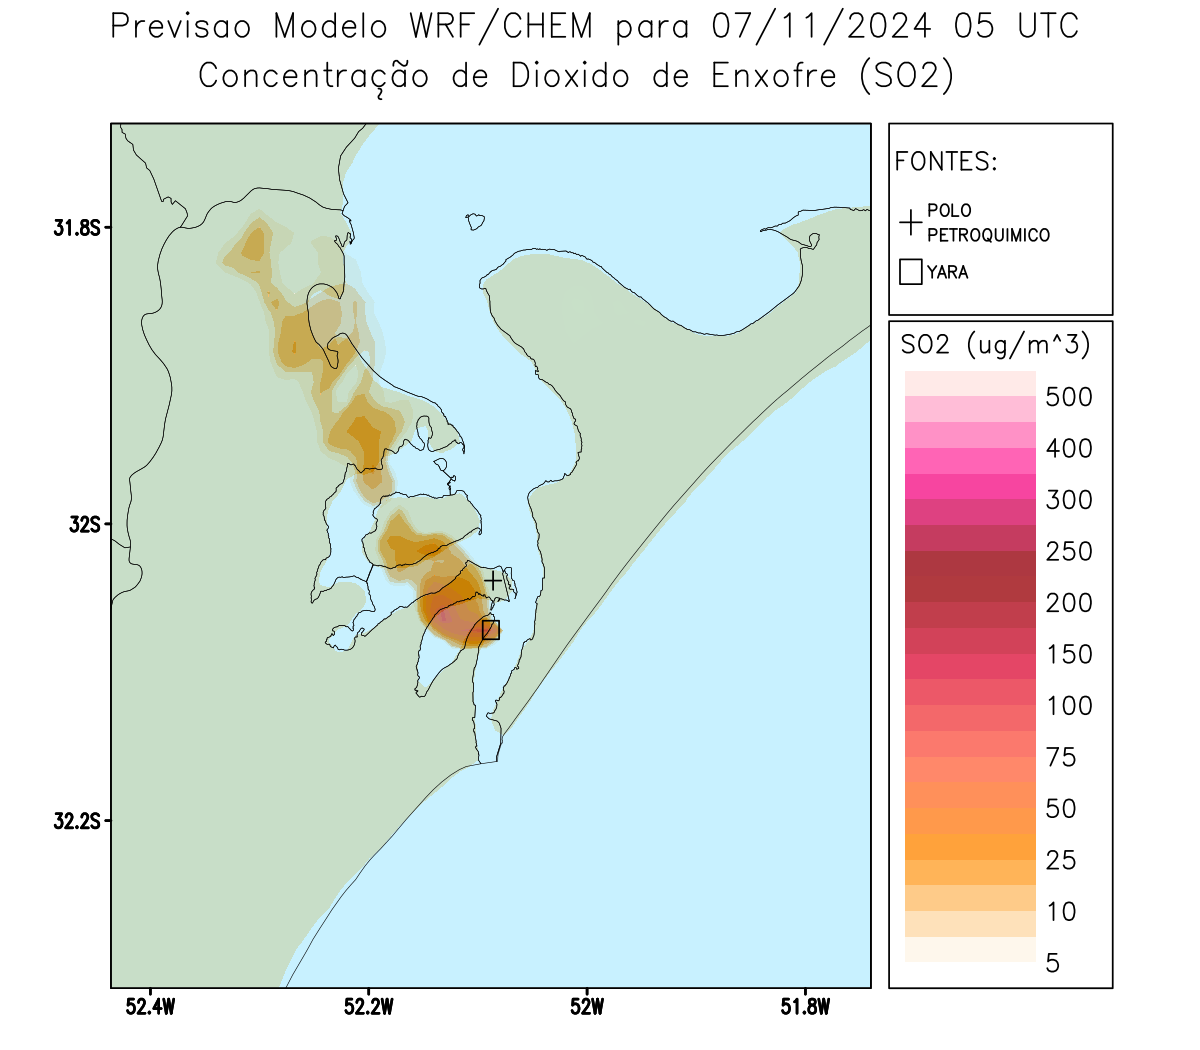 Previsao Modelo WRF/CHEM para 07/11/2024 05 UTC
Concentração de Dioxido de Enxofre (SO2)
FONTES:
POLO
PETROQUIMICO
YARA
SO2 (ug/m^3)
500
400
300
250
200
150
100
75
50
25
10
5
31.8S
32S
32.2S
52.4W
52.2W
52W
51.8W